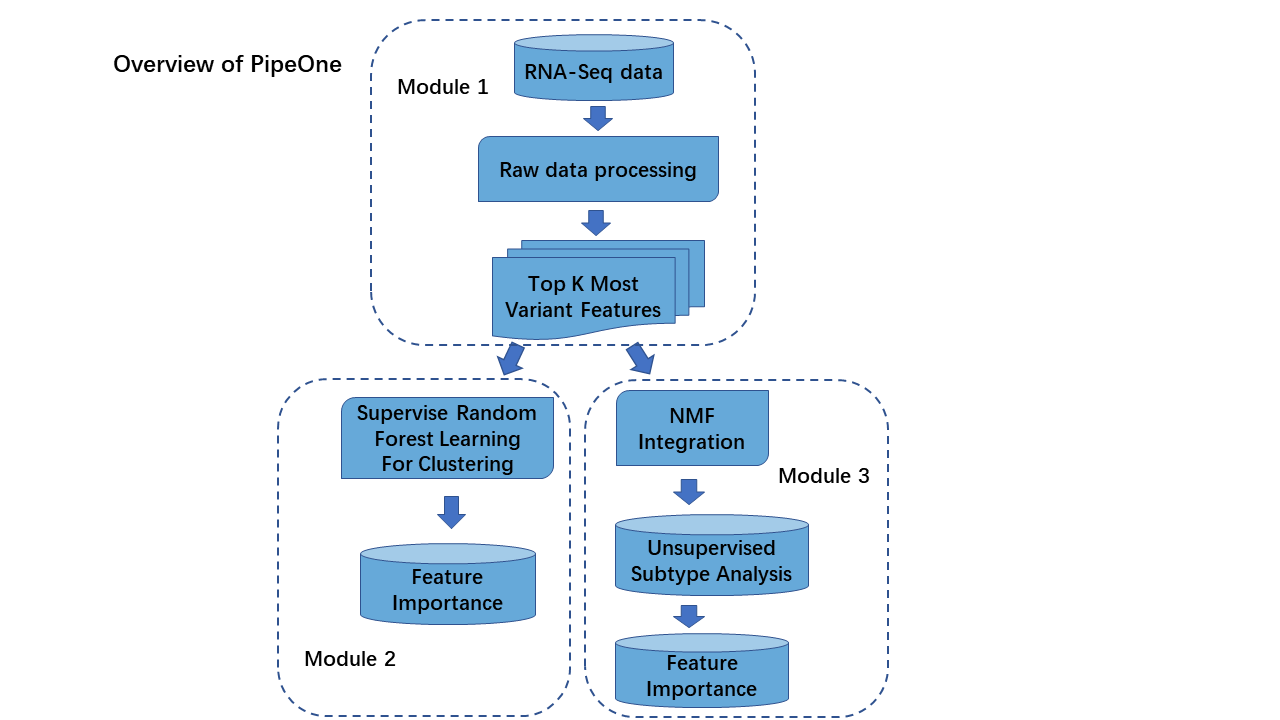 Overview of PipeOne
Module 1
RNA-Seq data
Raw data processing
Top K Most
Variant Features
Supervise Random
Forest Learning
For Clustering
Feature
Importance
Module 2
NMF
Integration
Module 3
Unsupervised
Subtype Analysis
Feature
Importance